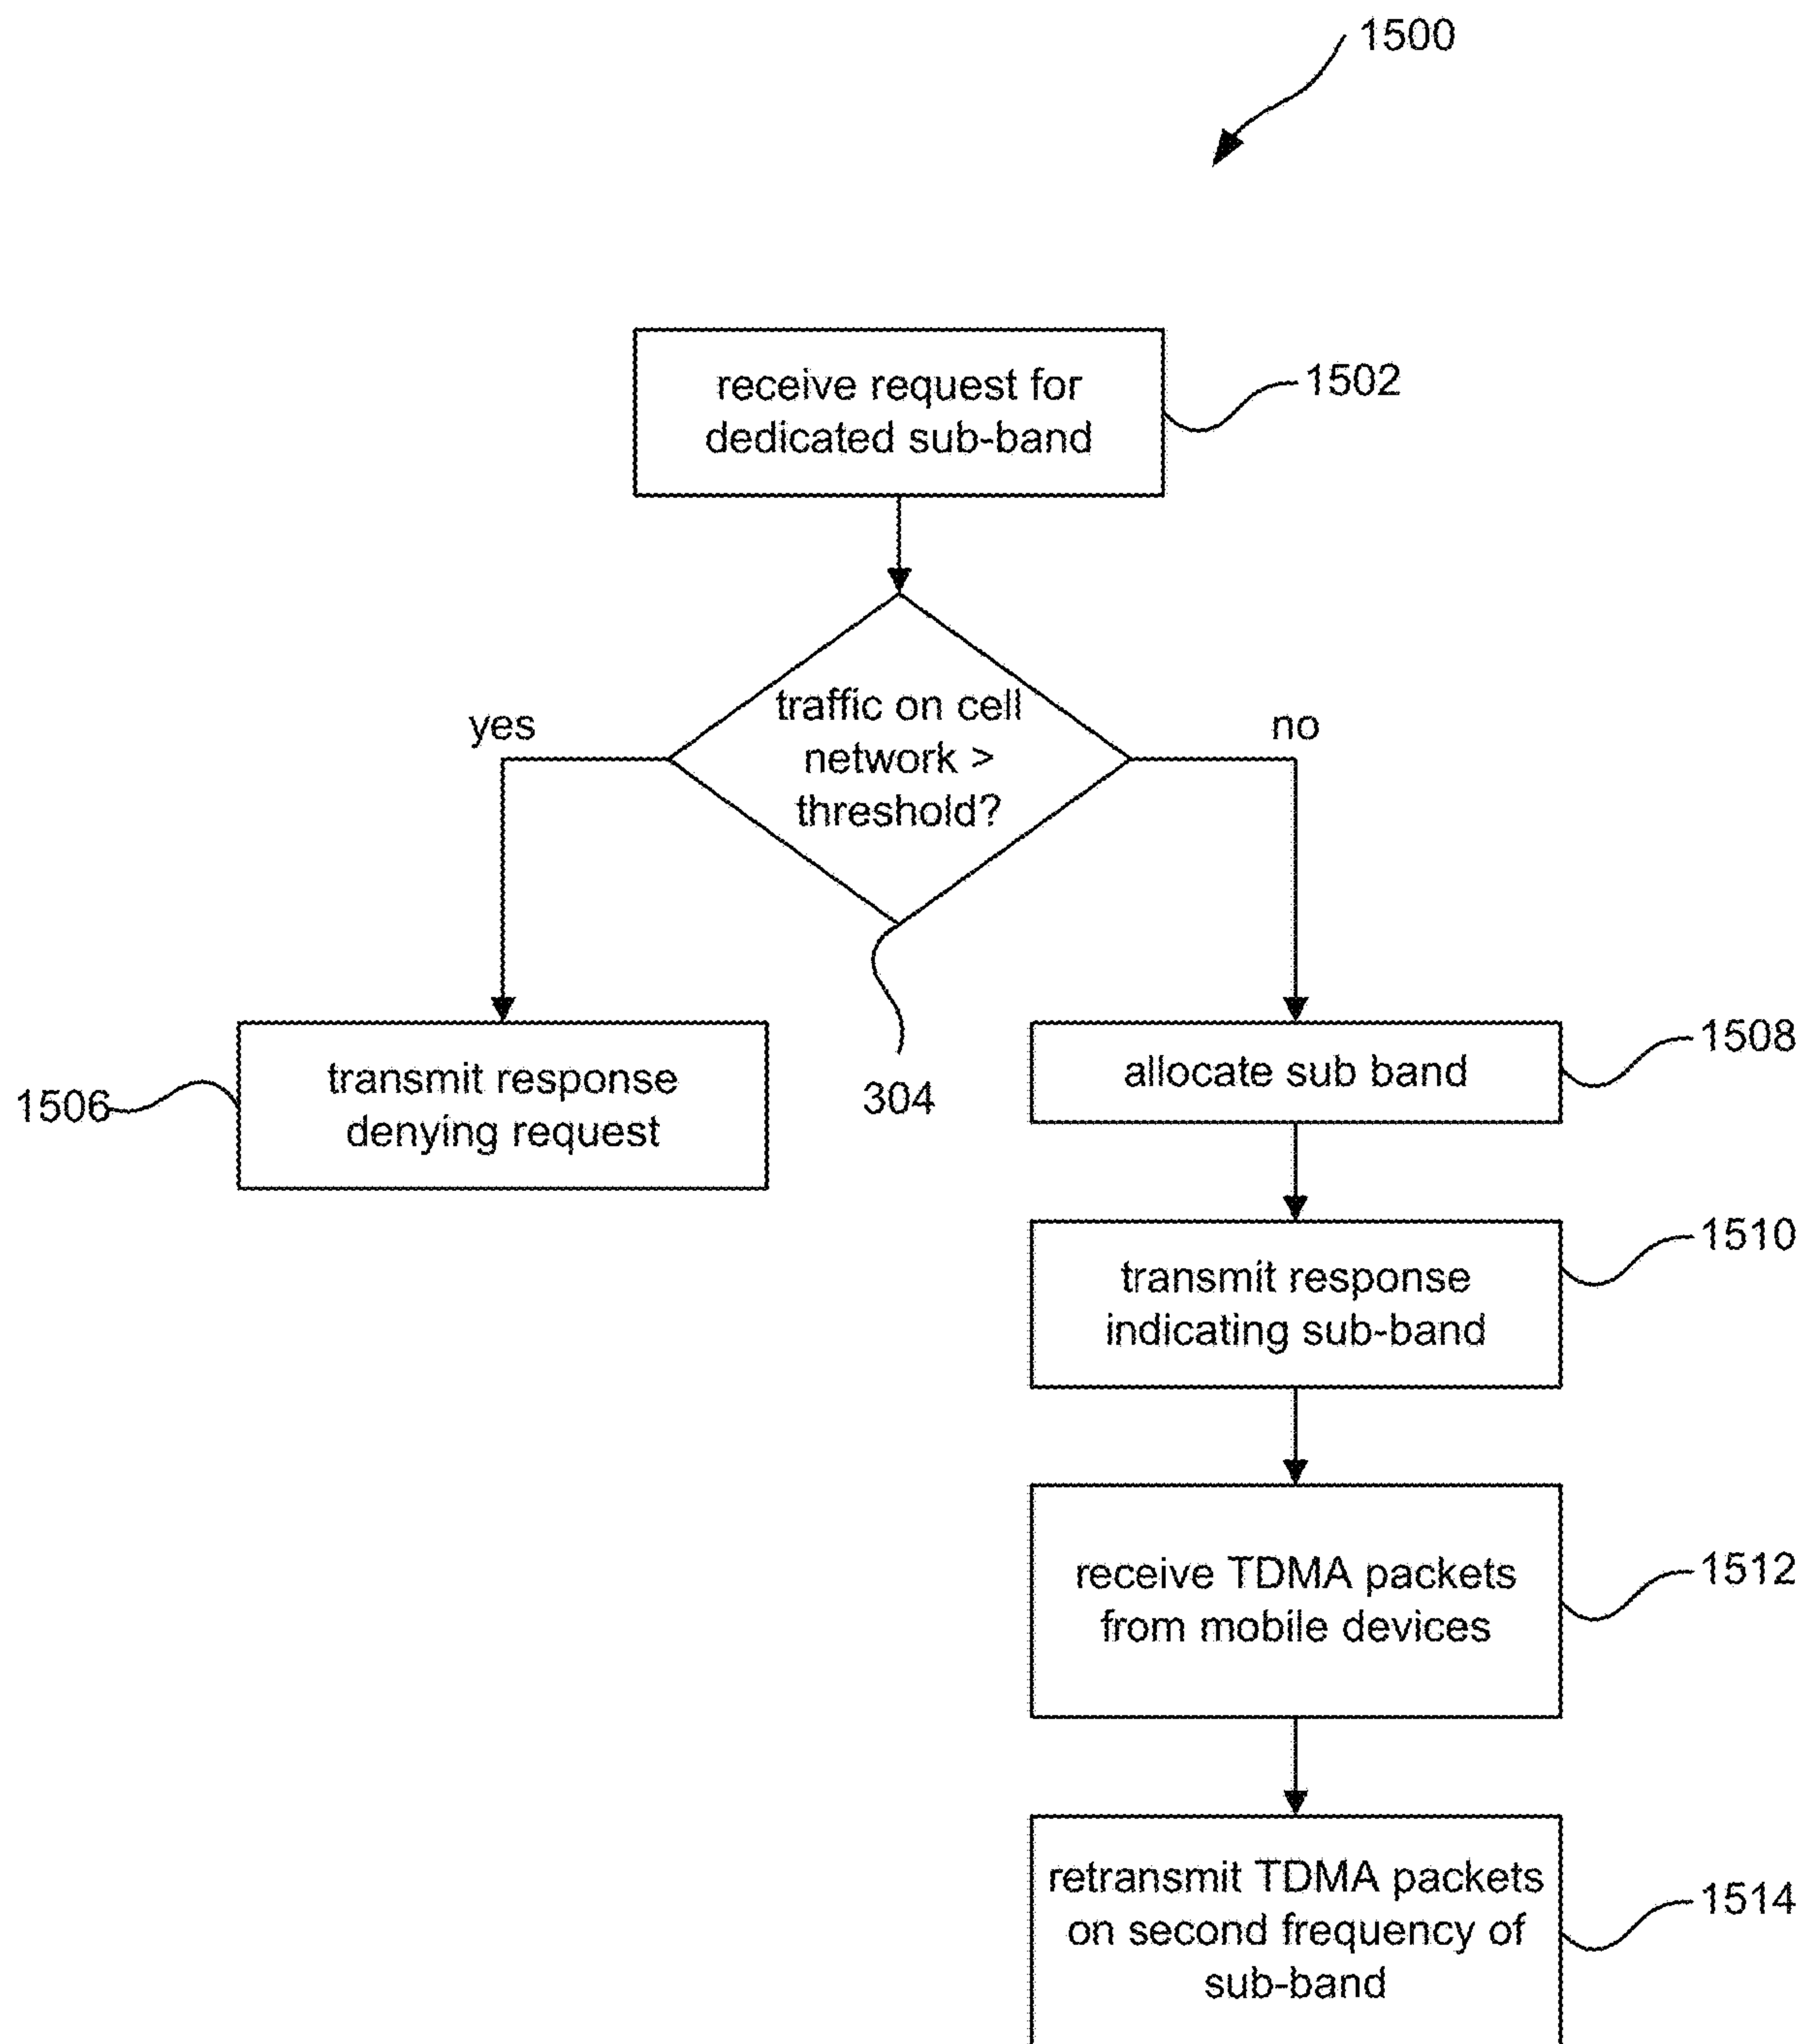 1500
receive request for
dedicated sub-band
1502
traffic on cell
network >
threshold?
yes
no
304
1506
transmit response
denying request
allocate sub band
1508
transmit response
indicating sub-band
1510
receive TDMA packets
from mobile devices
1512
retransmit TDMA packets
on second frequency of
sub-band
1514